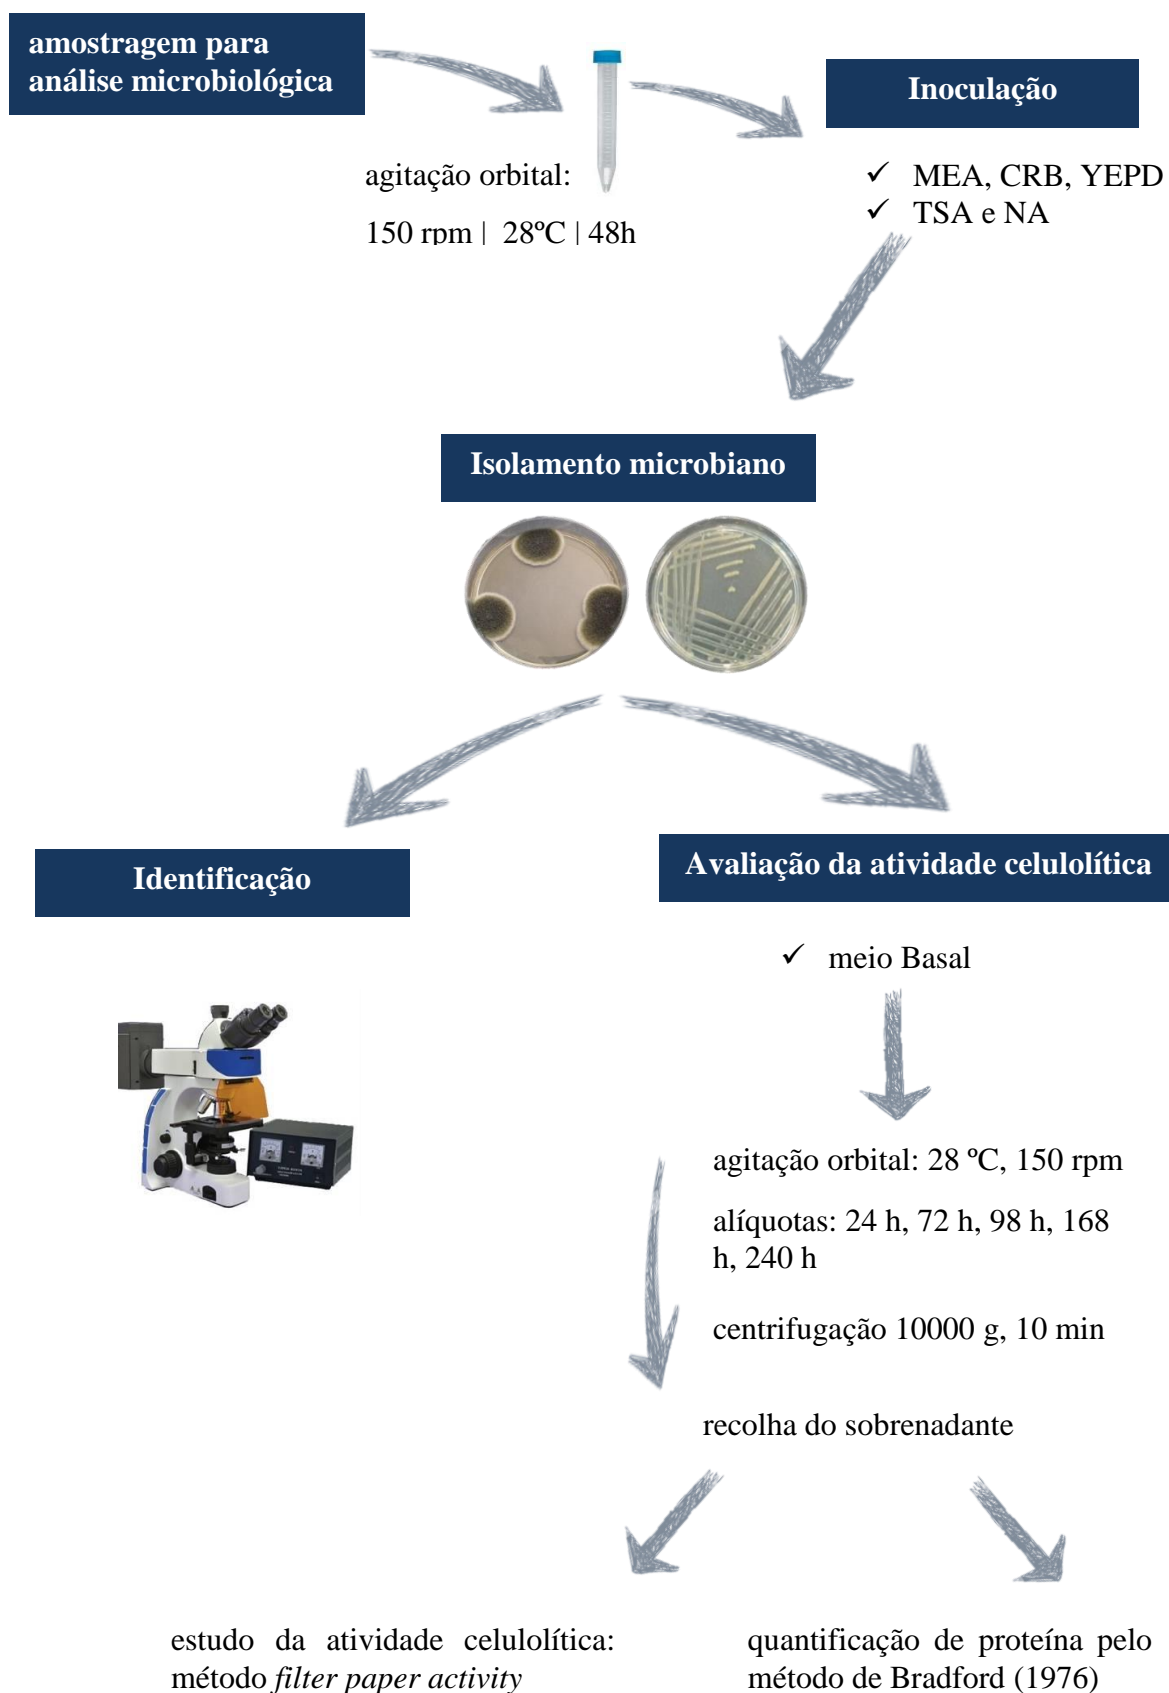 amostragem para
análise microbiológica
Inoculação
agitação orbital:
150 rpm | 28ºC | 48h
✓ MEA, CRB, YEPD
✓ TSA e NA
Isolamento microbiano
Identificação
Avaliação da atividade celulolítica
✓ meio Basal
agitação orbital: 28 ºC, 150 rpm
alíquotas: 24 h, 72 h, 98 h, 168
h, 240 h
centrifugação 10000 g, 10 min
recolha do sobrenadante
estudo da atividade celulolítica:
método filter paper activity
quantificação de proteína pelo
método de Bradford (1976)